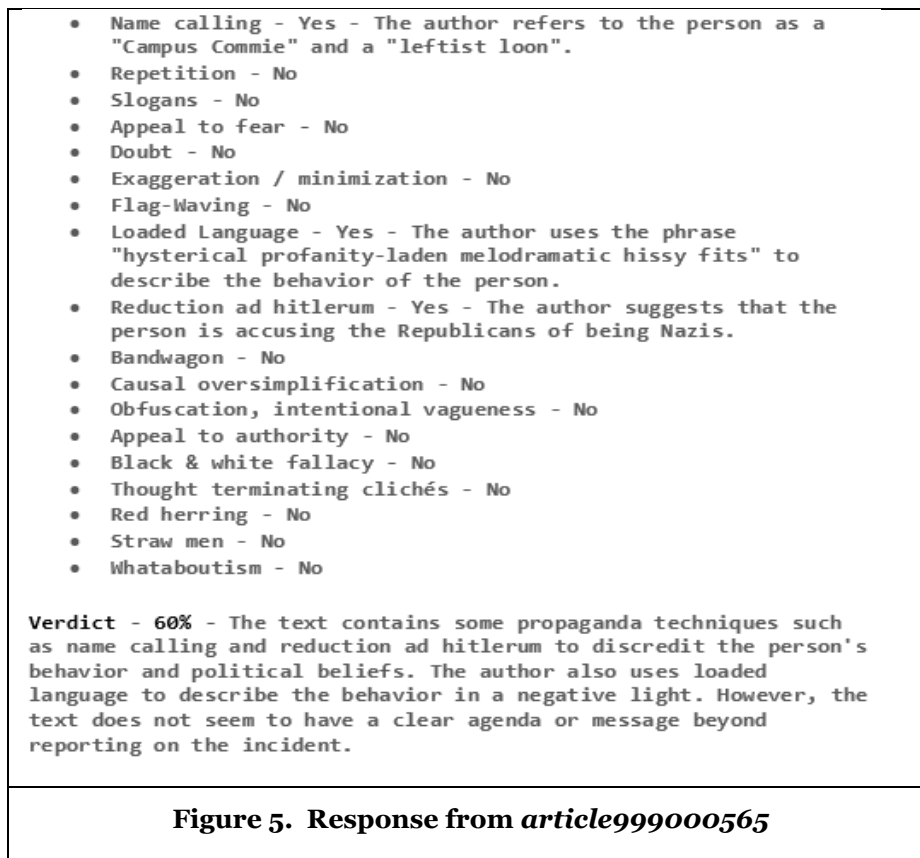 • Name calling - Yes - The author refers to the person as a
"Campus Commie" and a "leftist loon".
• Repetition - No
• Slogans - No
• Appeal to fear - No
• Doubt - No
• Exaggeration / minimization - No
• Flag-Waving - No
• Loaded Language - Yes - The author uses the phrase
"hysterical profanity-laden melodramatic hissy fits" to
describe the behavior of the person.
• Reduction ad hitlerum - Yes - The author suggests that the
person is accusing the Republicans of being Nazis.
• Bandwagon - No
• Causal oversimplification - No
• Obfuscation, intentional vagueness - No
• Appeal to authority - No
• Black & white fallacy - No
• Thought terminating clichés - No
• Red herring - No
• Straw men - No
• Whataboutism - No
Verdict - 60% - The text contains some propaganda techniques such
as name calling and reduction ad hitlerum to discredit the person's
behavior and political beliefs. The author also uses loaded
language to describe the behavior in a negative light. However, the
text does not seem to have a clear agenda or message beyond
reporting on the incident.
Figure 5. Response from article999000565